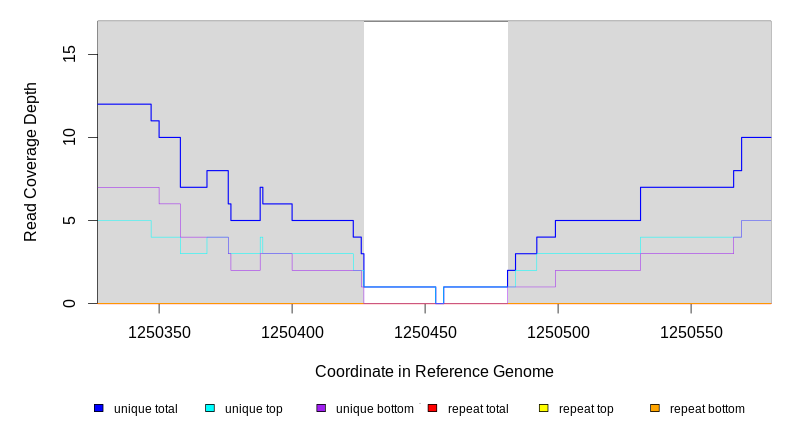 Read Coverage Depth
15
10
5
0
1250350 1250400 1250450 1250500 1250550
Coordinate in Reference Genome
unique total unique top unique bottom repeat total repeat top repeat bottom